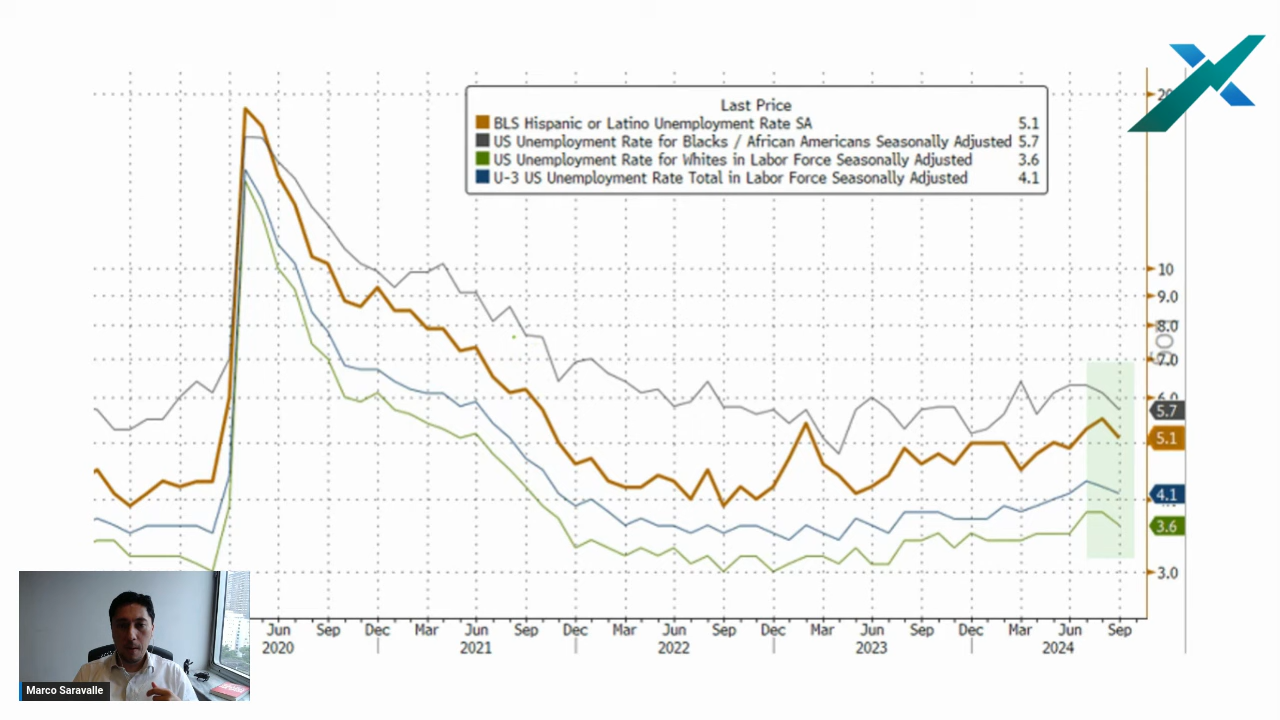 Last Price
BLS Hispanic or Latino Unemployment Rate SA 5.1
US Unemployment Rate for Blacks / African Americans Seasonally Adjusted 5.7
US Unemployment Rate for Whites in Labor Force Seasonally Adjusted 3.6
U-3 US Unemployment Rate Total in Labor Force Seasonally Adjusted 4.1
10
9.0
8.0
7.0
5.7
5.1
4.1
3.6
3.0
Jun Sep Dec Mar Jun Sep Dec Mar Jun Sep Dec Mar Jun Sep Dec Mar Jun Sep
2020 2021 2022 2023 2024
Marco Saravalle